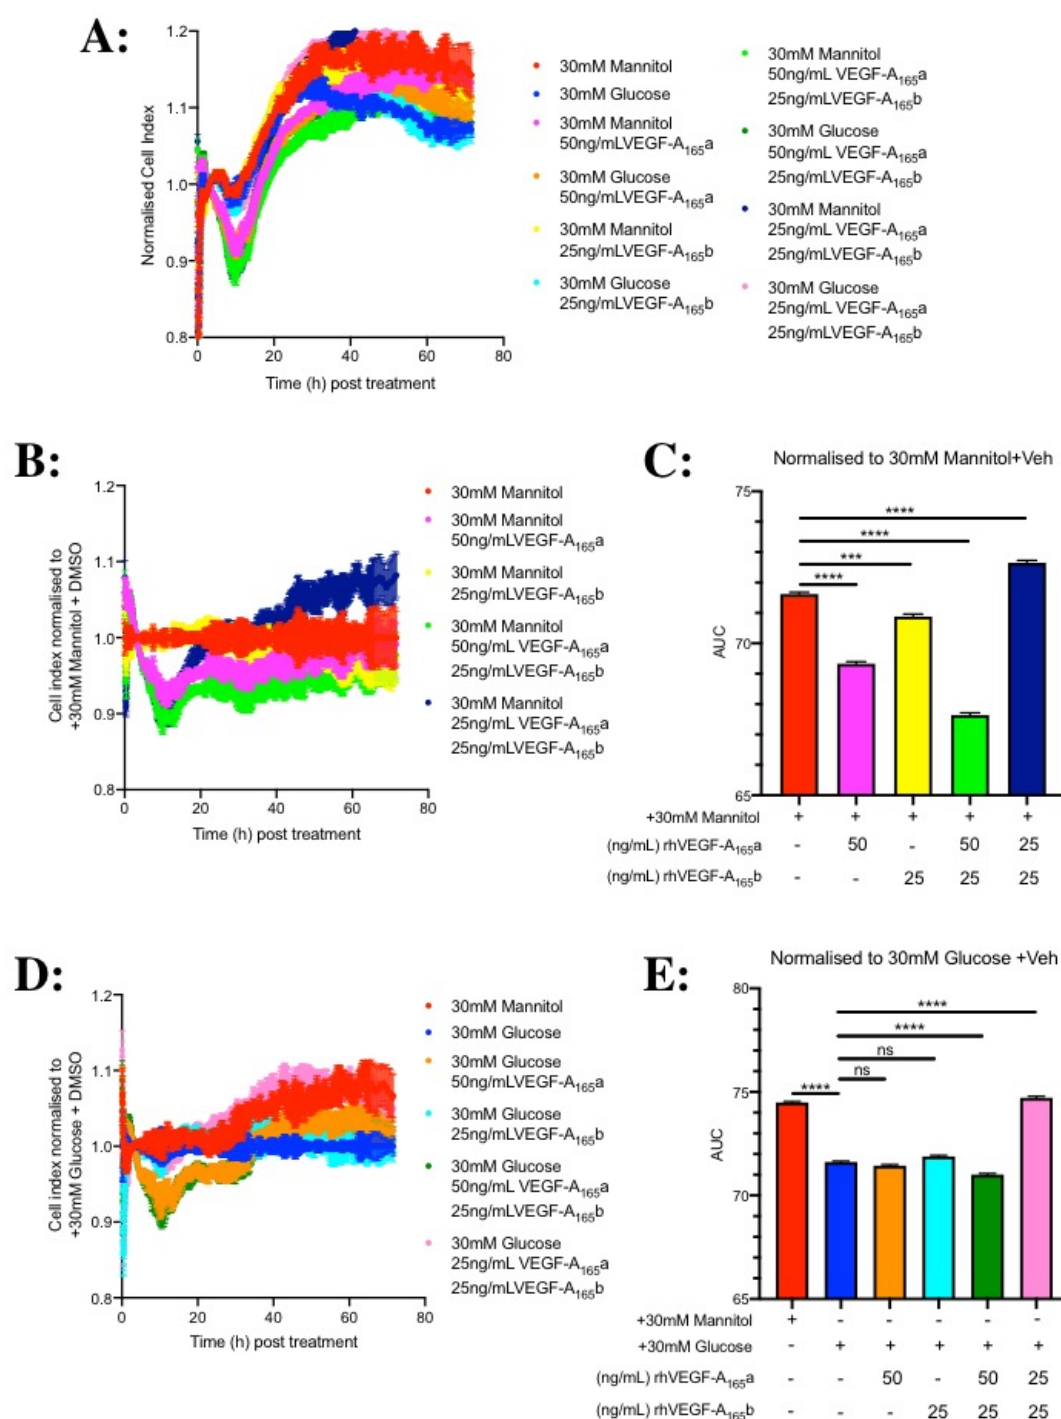 A:
1.2
1.1
1.0
0.9
0.8
Normalised Cell Index
0 20 40 60 80
Time (h) post treatment
30mM Mannitol
30mM Glucose
30mM Mannitol
50ng/mLVEGF-A165a
30mM Glucose
50ng/mLVEGF-A165a
30mM Mannitol
25ng/mLVEGF-A165b
30mM Glucose
25ng/mLVEGF-A165b
30mM Mannitol
50ng/mL VEGF-A165a
25ng/mLVEGF-A165b
30mM Glucose
50ng/mL VEGF-A165a
25ng/mLVEGF-A165b
30mM Mannitol
25ng/mL VEGF-A165a
25ng/mLVEGF-A165b
30mM Glucose
25ng/mL VEGF-A165a
25ng/mLVEGF-A165b
B:
1.2
1.1
1.0
0.9
0.8
Cell index normalised to
+30mM Mannitol + DMSO
0 20 40 60 80
Time (h) post treatment
30mM Mannitol
30mM Mannitol
50ng/mLVEGF-A165a
30mM Mannitol
25ng/mLVEGF-A165b
30mM Mannitol
50ng/mL VEGF-A165a
25ng/mLVEGF-A165b
30mM Mannitol
25ng/mL VEGF-A165a
25ng/mLVEGF-A165b
C:
Normalised to 30mM Mannitol+Veh
75
70
65
AUC
****
****
***
****
+30mM Mannitol + + + + +
(ng/mL) rhVEGF-A165a - 50 - 50 25
(ng/mL) rhVEGF-A165b - - 25 25 25
D:
1.2
1.1
1.0
0.9
0.8
Cell index normalised to
+30mM Glucose + DMSO
0 20 40 60 80
Time (h) post treatment
30mM Mannitol
30mM Glucose
30mM Glucose
50ng/mLVEGF-A165a
30mM Glucose
25ng/mLVEGF-A165b
30mM Glucose
50ng/mL VEGF-A165a
25ng/mLVEGF-A165b
30mM Glucose
25ng/mL VEGF-A165a
25ng/mLVEGF-A165b
E:
Normalised to 30mM Glucose +Veh
80
75
70
65
AUC
****
****
ns
ns
****
+30mM Mannitol + - - - - -
+30mM Glucose - + + + + +
(ng/mL) rhVEGF-A165a - - 50 - 50 25
(ng/mL) rhVEGF-A165b - - - 25 25 25